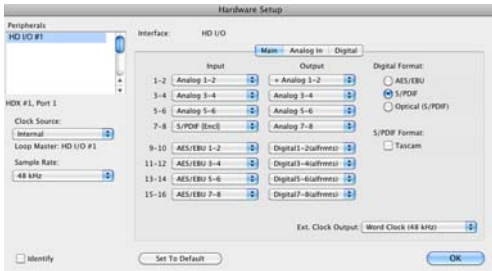 Hardware Setup
Peripherals
HD I/O #1
HDX #1, Port 1
Clock Source:
Internal
Loop Master: HD I/O #1
Sample Rate:
48 kHz
Identify
Interface: HD I/O
Main Analog In Digital
Input Output
1-2 Analog 1-2 + Analog 1-2
3-4 Analog 3-4 Analog 3-4
5-6 Analog 5-6 Analog 5-6
7-8 S/PDIF [Encl] Analog 7-8
9-10 AES/EBU 1-2 Digital1-2(alfrmts)
11-12 AES/EBU 3-4 Digital3-4(alfrmts)
13-14 AES/EBU 5-6 Digital5-6(alfrmts)
15-16 AES/EBU 7-8 Digital7-8(alfrmts)
Digital Format:
AES/EBU
S/PDIF
Optical (S/PDIF)
S/PDIF Format:
Tascam
Ext. Clock Output: Word Clock (48 kHz)
Set To Default
OK